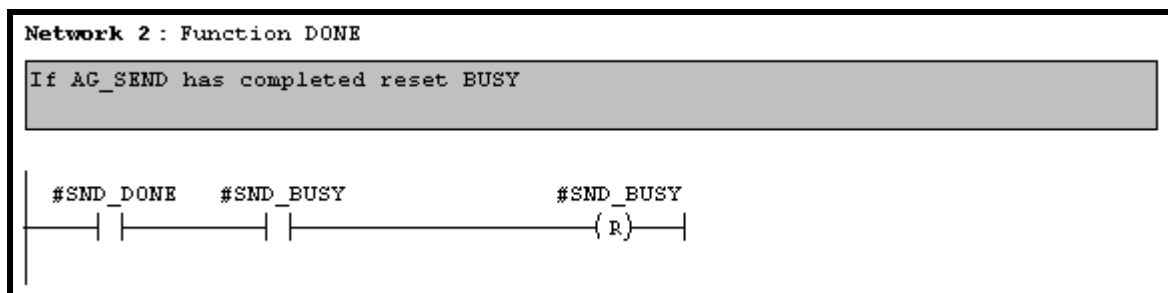 Network 2 : Function DONE
If AG_SEND has completed reset BUSY
#SND_DONE #SND_BUSY #SND_BUSY
R